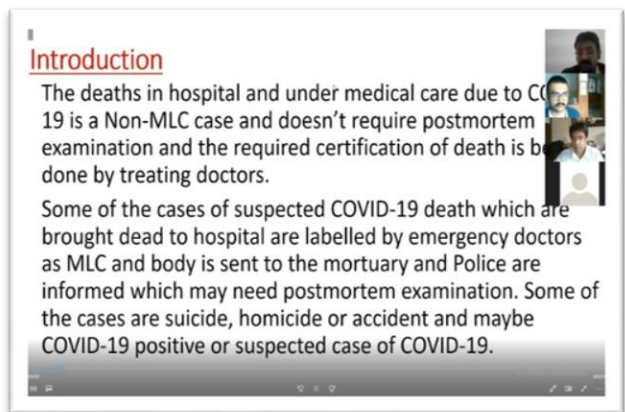 Introduction
The deaths in hospital and under medical care due to
19 is a Non-MLC case and doesn't require postmortem
examination and the required certification of death is
done by treating doctors.
Some of the cases of suspected COVID-19 death which are
brought dead to hospital are labelled by emergency doctors
as MLC and body is sent to the mortuary and Police are
informed which may need postmortem examination. Some of
the cases are suicide, homicide or accident and maybe
COVID-19 positive or suspected case of COVID-19.